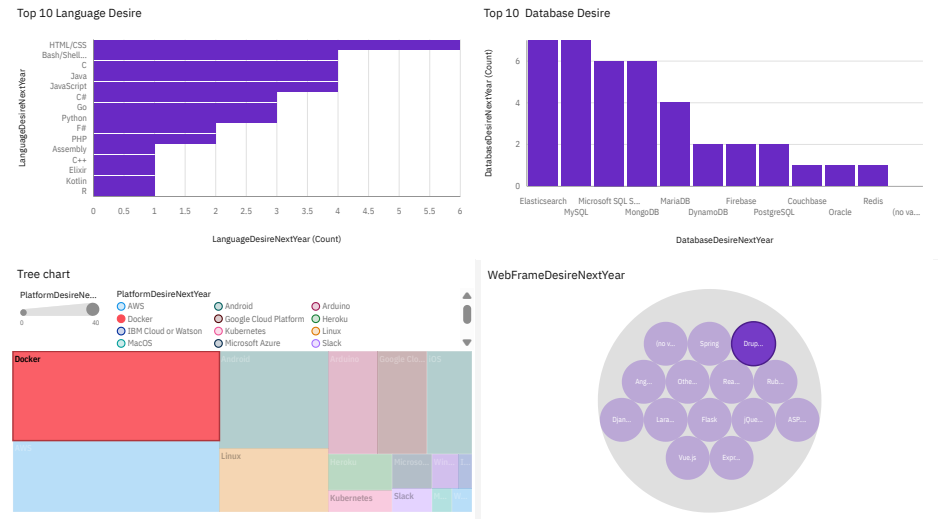 Top 10 Language Desire
LanguageDesireNextYear
HTML/CSS
Bash/Shell...
C
Java
JavaScript
C#
Go
Python
F#
PHP
Assembly
C++
Elixir
Kotlin
R
0 0.5 1 1.5 2 2.5 3 3.5 4 4.5 5 5.5 6
LanguageDesireNextYear (Count)
Top 10 Database Desire
DatabaseDesireNextYear (Count)
6
4
2
0
Elasticsearch Microsoft SQL S... MariaDB Firebase Couchbase Redis
MySQL MongoDB DynamoDB PostgreSQL Oracle (no va...
DatabaseDesireNextYear
Tree chart
PlatformDesireNe...
0 40
PlatformDesireNextYear
AWS Android Arduino
Docker Google Cloud Platform Heroku
IBM Cloud or Watson Kubernetes Linux
MacOS Microsoft Azure Slack
Docker Android Arduino Google Clo... iOS
AWS Linux Heroku Microso... Wi...
Kubernetes Slack
WebFrameDesireNextYear
(no v... Spring Drup...
Ang... Othe... Rea... Rub...
Djan... Lara... Flask jQue... ASP....
Vue.js Expr...